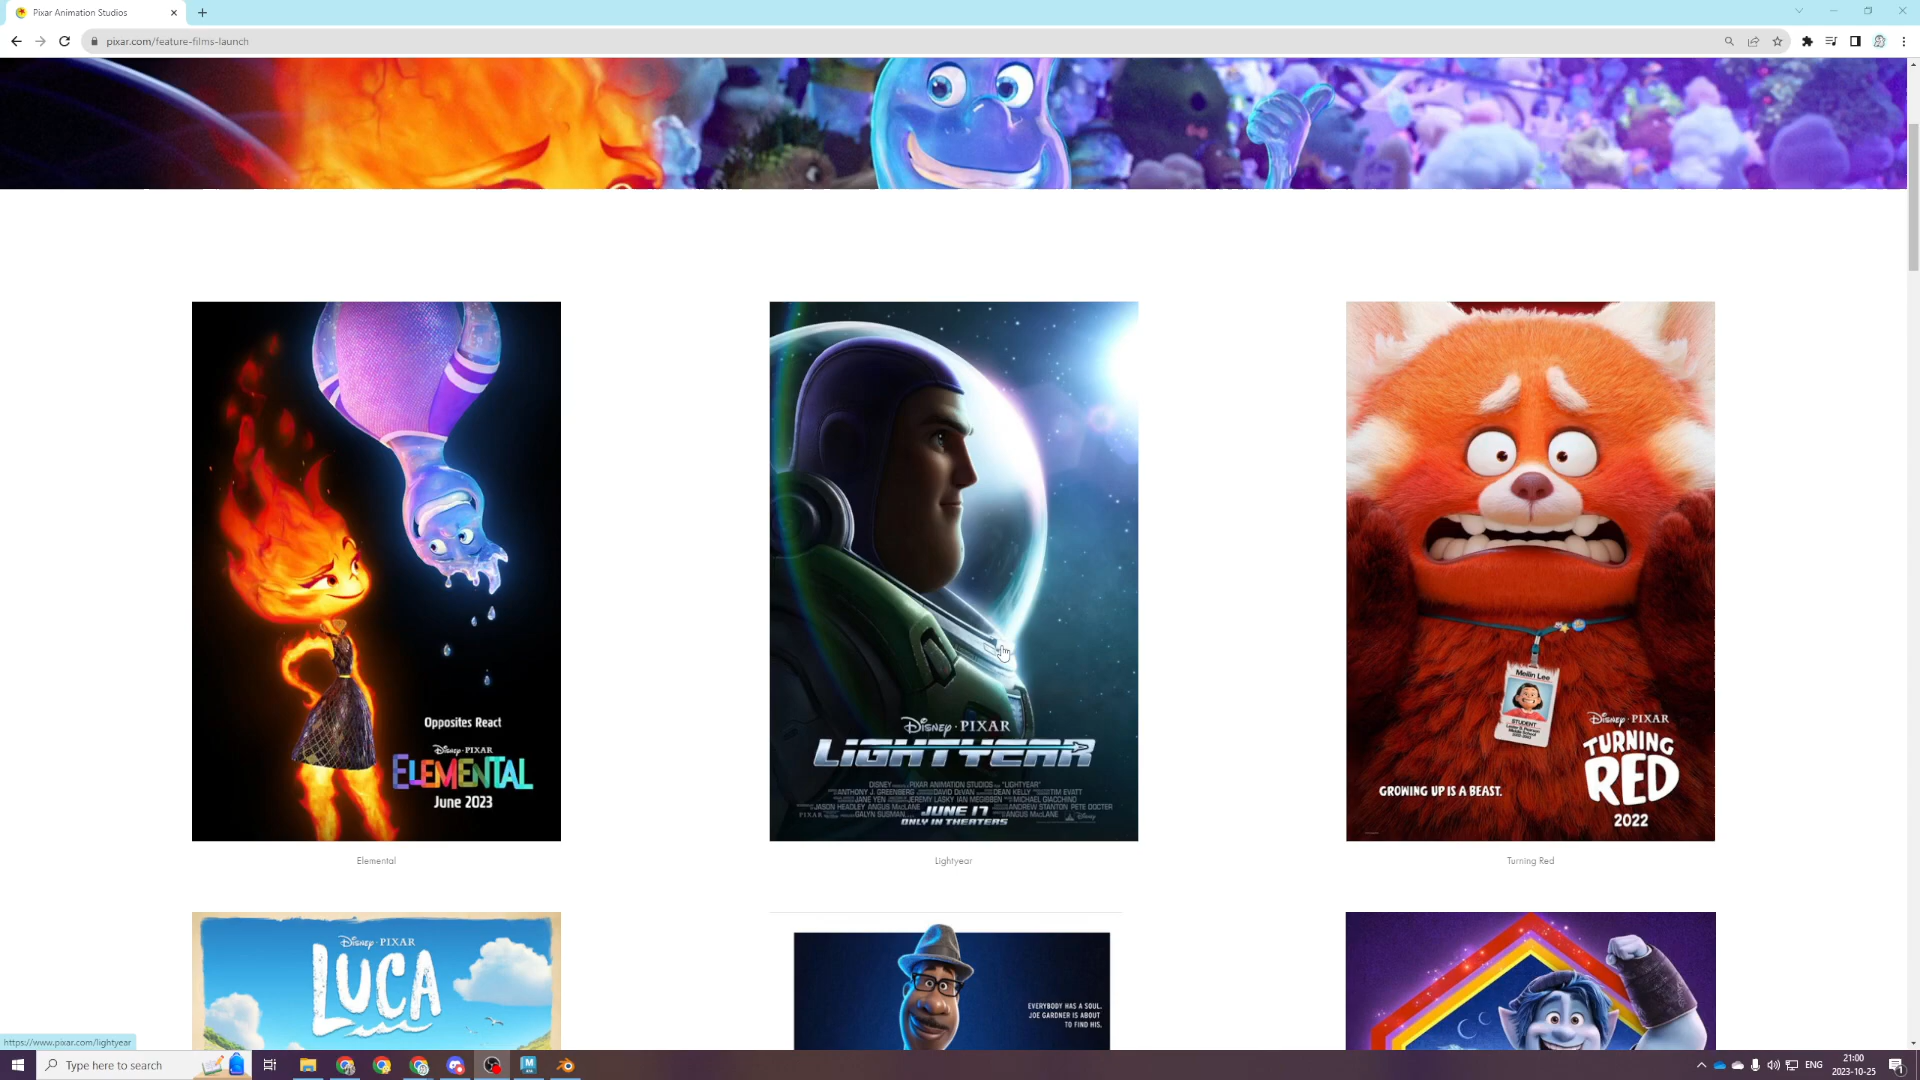 Pixar Animation Studios
pixar.com/feature-films-launch
Opposites React
Disney · PIXAR
ELEMENTAL
June 2023
Elemental
Disney · PIXAR
LIGHTYEAR
JUNE 17
ONLY IN THEATERS
Lightyear
Meilin Lee
STUDENT
Disney · PIXAR
TURNING
RED
GROWING UP IS A BEAST.
2022
Turning Red
Disney · PIXAR
LUCA
EVERYBODY HAS A SOUL.
JOE GARDNER IS ABOUT
TO FIND HIS.
https://www.pixar.com/lightyear
Type here to search
ENG
21:00
2023-10-25